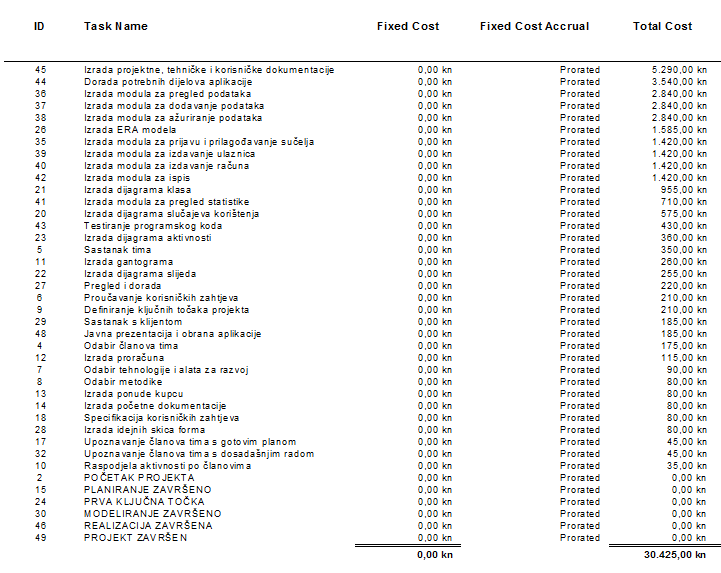 ID Task Name Fixed Cost Fixed Cost Accrual Total Cost
45 Izrada projektne, tehničke i korisničke dokumentacije 0,00 kn Prorated 5.290,00 kn
44 Dorada potrebnih dijelova aplikacije 0,00 kn Prorated 3.540,00 kn
36 Izrada modula za pregled podataka 0,00 kn Prorated 2.840,00 kn
37 Izrada modula za dodavanje podataka 0,00 kn Prorated 2.840,00 kn
38 Izrada modula za ažuriranje podataka 0,00 kn Prorated 2.840,00 kn
26 Izrada ERA modela 0,00 kn Prorated 1.585,00 kn
35 Izrada modula za prijavu i prilagođavanje sučelja 0,00 kn Prorated 1.420,00 kn
39 Izrada modula za izdavanje ulaznica 0,00 kn Prorated 1.420,00 kn
40 Izrada modula za izdavanje računa 0,00 kn Prorated 1.420,00 kn
42 Izrada modula za ispis 0,00 kn Prorated 1.420,00 kn
21 Izrada dijagrama klasa 0,00 kn Prorated 955,00 kn
41 Izrada modula za pregled statistike 0,00 kn Prorated 710,00 kn
20 Izrada dijagrama slučajeva korištenja 0,00 kn Prorated 575,00 kn
43 Testiranje programskog koda 0,00 kn Prorated 430,00 kn
23 Izrada dijagrama aktivnosti 0,00 kn Prorated 360,00 kn
5 Sastanak tima 0,00 kn Prorated 350,00 kn
11 Izrada gantograma 0,00 kn Prorated 260,00 kn
22 Izrada dijagrama slijeda 0,00 kn Prorated 255,00 kn
27 Pregled i dorada 0,00 kn Prorated 220,00 kn
6 Proučavanje korisničkih zahtjeva 0,00 kn Prorated 210,00 kn
9 Definiranje ključnih točaka projekta 0,00 kn Prorated 210,00 kn
29 Sastanak s klijentom 0,00 kn Prorated 185,00 kn
48 Javna prezentacija i obrana aplikacije 0,00 kn Prorated 185,00 kn
4 Odabir članova tima 0,00 kn Prorated 175,00 kn
12 Izrada proračuna 0,00 kn Prorated 115,00 kn
7 Odabir tehnologije i alata za razvoj 0,00 kn Prorated 90,00 kn
8 Odabir metodike 0,00 kn Prorated 80,00 kn
13 Izrada ponude kupcu 0,00 kn Prorated 80,00 kn
14 Izrada početne dokumentacije 0,00 kn Prorated 80,00 kn
18 Specifikacija korisničkih zahtjeva 0,00 kn Prorated 80,00 kn
28 Izrada idejnih skica forma 0,00 kn Prorated 80,00 kn
17 Upoznavanje članova tima s gotovim planom 0,00 kn Prorated 45,00 kn
32 Upoznavanje članova tima s dosadašnjim radom 0,00 kn Prorated 45,00 kn
10 Raspodjela aktivnosti po članovima 0,00 kn Prorated 35,00 kn
2 POČETAK PROJEKTA 0,00 kn Prorated 0,00 kn
15 PLANIRANJE ZAVRŠENO 0,00 kn Prorated 0,00 kn
24 PRVA KLJUČNA TOČKA 0,00 kn Prorated 0,00 kn
30 MODELIRANJE ZAVRŠENO 0,00 kn Prorated 0,00 kn
46 REALIZACIJA ZAVRŠENA 0,00 kn Prorated 0,00 kn
49 PROJEKT ZAVRŠEN 0,00 kn Prorated 0,00 kn
0,00 kn 30.425,00 kn